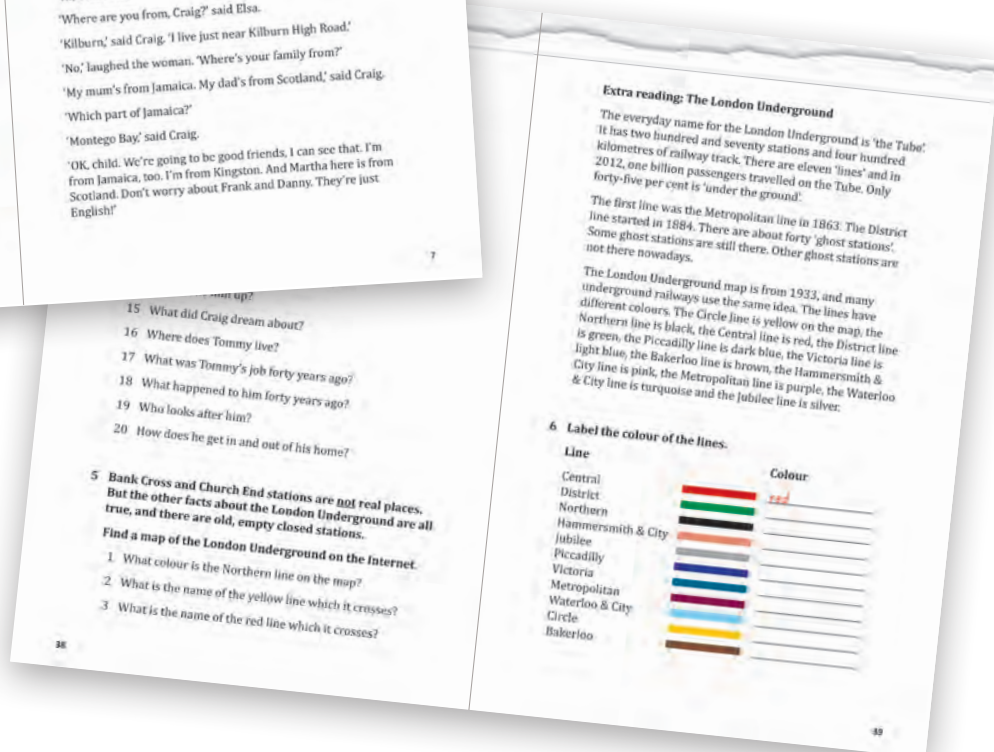 'Where are you from, Craig?' said Elsa.
'Kilburn,' said Craig. 'I live just near Kilburn High Road.'
'No,' laughed the woman. 'Where's your family from?'
'My mum's from Jamaica. My dad's from Scotland,' said Craig.
'Which part of Jamaica?'
'Montego Bay,' said Craig.
'OK, child. We're going to be good friends, I can see that. I'm
from Jamaica, too. I'm from Kingston. And Martha here is from
Scotland. Don't worry about Frank and Danny. They're just
English!'
7
up?
15 What did Craig dream about?
16 Where does Tommy live?
17 What was Tommy's job forty years ago?
18 What happened to him forty years ago?
19 Who looks after him?
20 How does he get in and out of his home?
5 Bank Cross and Church End stations are not real places.
But the other facts about the London Underground are all
true, and there are old, empty closed stations.
Find a map of the London Underground on the Internet.
1 What colour is the Northern line on the map?
2 What is the name of the yellow line which it crosses?
3 What is the name of the red line which it crosses?
38
Extra reading: The London Underground
The everyday name for the London Underground is 'the Tube'.
It has two hundred and seventy stations and four hundred
kilometres of railway track. There are eleven 'lines' and in
2012, one billion passengers travelled on the Tube. Only
forty-five per cent is 'under the ground'.
The first line was the Metropolitan line in 1863. The District
line started in 1884. There are about forty 'ghost stations'.
Some ghost stations are still there. Other ghost stations are
not there nowadays.
The London Underground map is from 1933, and many
underground railways use the same idea. The lines have
different colours. The Circle line is yellow on the map, the
Northern line is black, the Central line is red, the District line
is green, the Piccadilly line is dark blue, the Victoria line is
light blue, the Bakerloo line is brown, the Hammersmith &
City line is pink, the Metropolitan line is purple, the Waterloo
& City line is turquoise and the Jubilee line is silver.
6 Label the colour of the lines.
Line Colour
Central red
District
Northern
Hammersmith & City
Jubilee
Piccadilly
Victoria
Metropolitan
Waterloo & City
Circle
Bakerloo
39